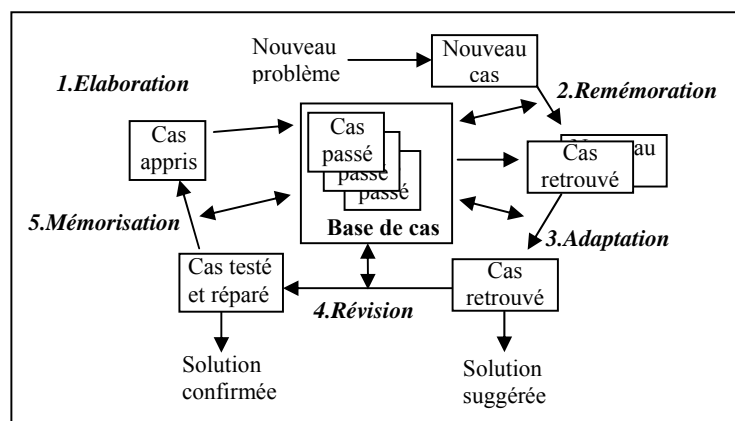 Nouveau
problème
Nouveau
cas
1.Elaboration
2.Remémoration
Cas
appris
Cas
passé
passé
passé
Base de cas
Cas
retrouvé
5.Mémorisation
3.Adaptation
Cas testé
et réparé
4.Révision
Cas
retrouvé
Solution
confirmée
Solution
suggérée